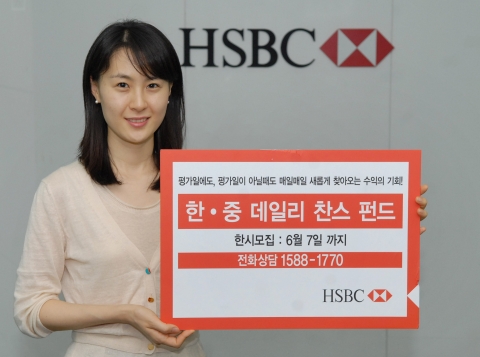 HSBC
평가일에도, 평가일이 아닐때도 매일매일 새롭게 찾아오는 수익의 기회!
한·중 데일리 찬스 펀드
한시모집 : 6월 7일 까지
전화상담 1588-1770
HSBC